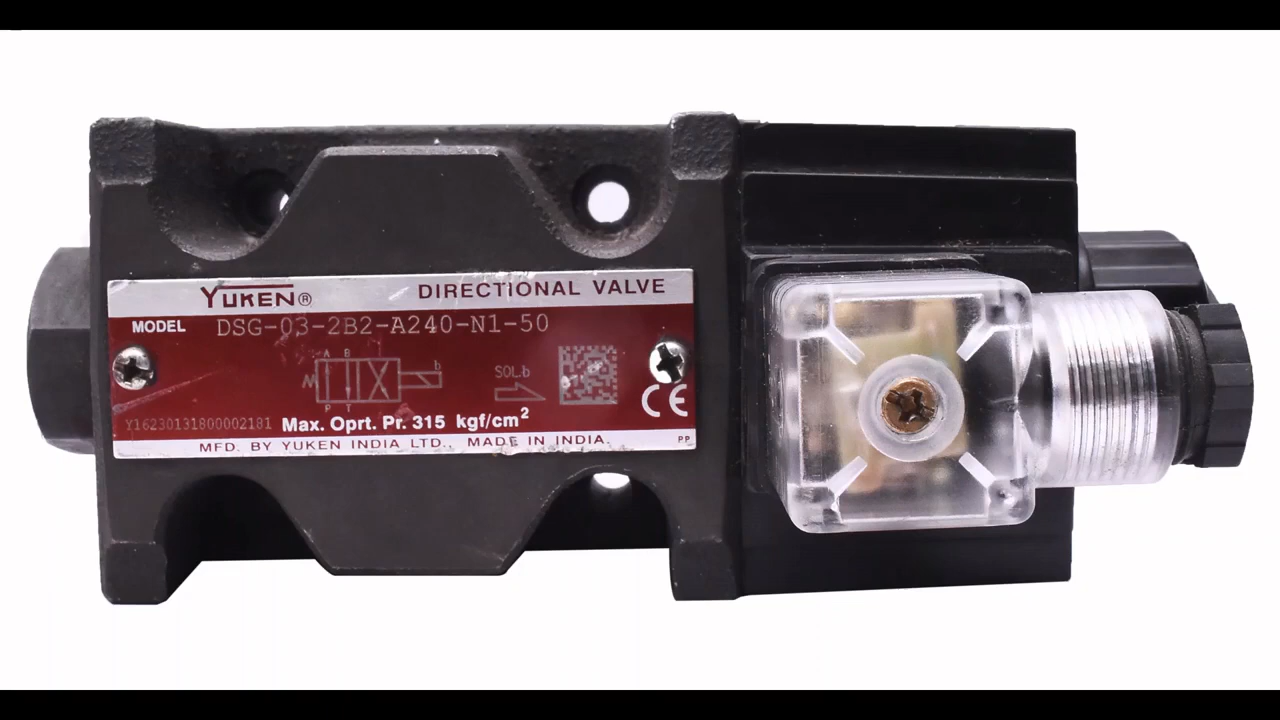 YUKEN®
DIRECTIONAL VALVE
MODEL DSG-03-2B2-A240-N1-50
A B
b
P T
SOL.b
CE
Y16230131800002181 Max. Oprt. Pr. 315 kgf/cm²
MFD. BY YUKEN INDIA LTD., MADE IN INDIA. PP